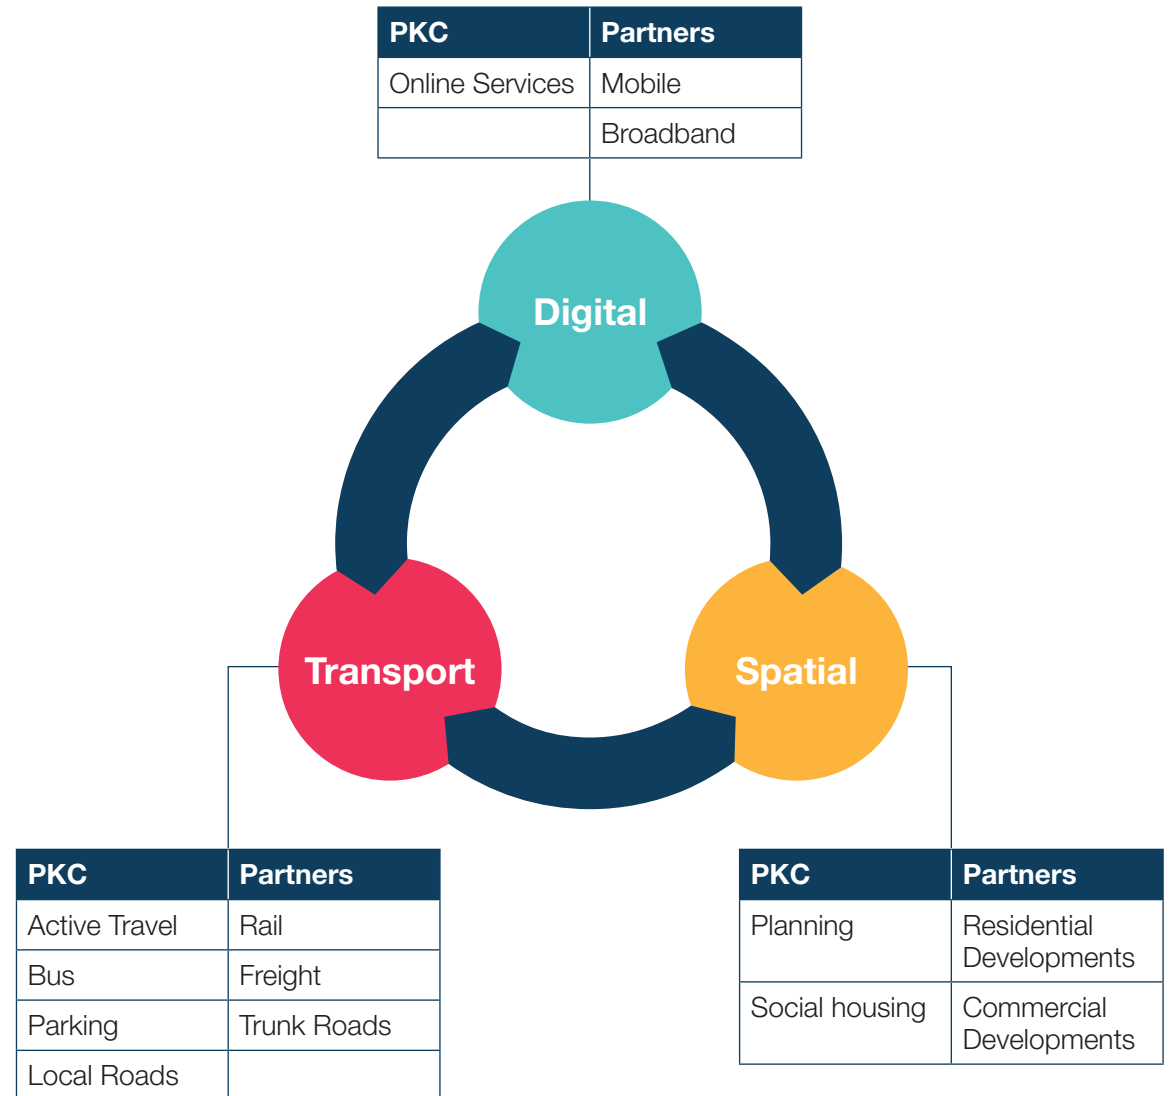 PKC Partners
Online Services Mobile
Broadband
Digital
Transport
Spatial
PKC Partners
Active Travel Rail
Bus Freight
Parking Trunk Roads
Local Roads
PKC Partners
Planning Residential
Developments
Social housing Commercial
Developments